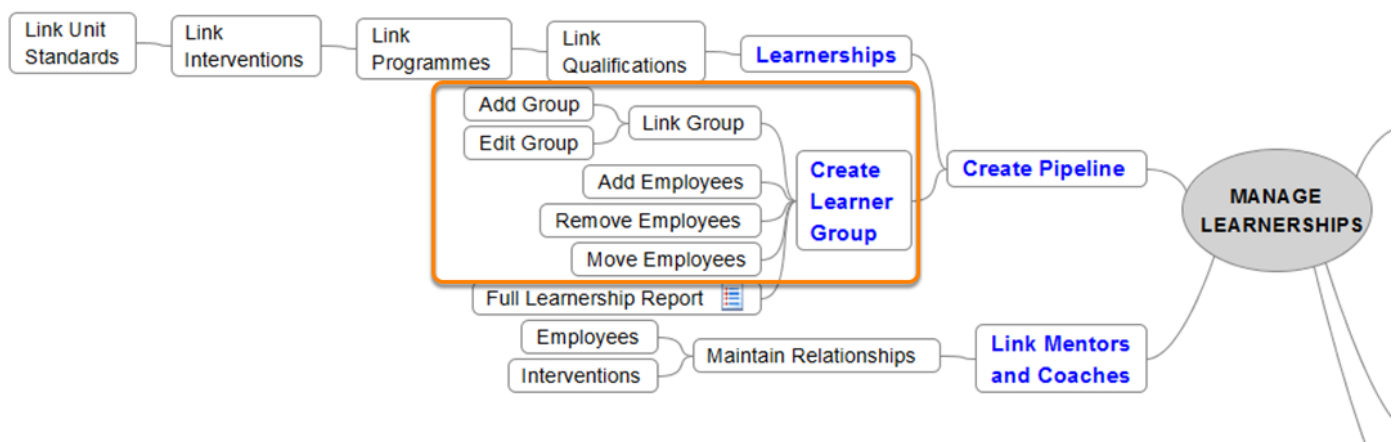 Link Unit
Standards
Link
Interventions
Link
Programmes
Link
Qualifications
Learnerships
Add Group
Edit Group
Link Group
Add Employees
Remove Employees
Move Employees
Create
Learner
Group
Create Pipeline
MANAGE
LEARNERSHIPS
Full Learnership Report
Employees
Interventions
Maintain Relationships
Link Mentors
and Coaches